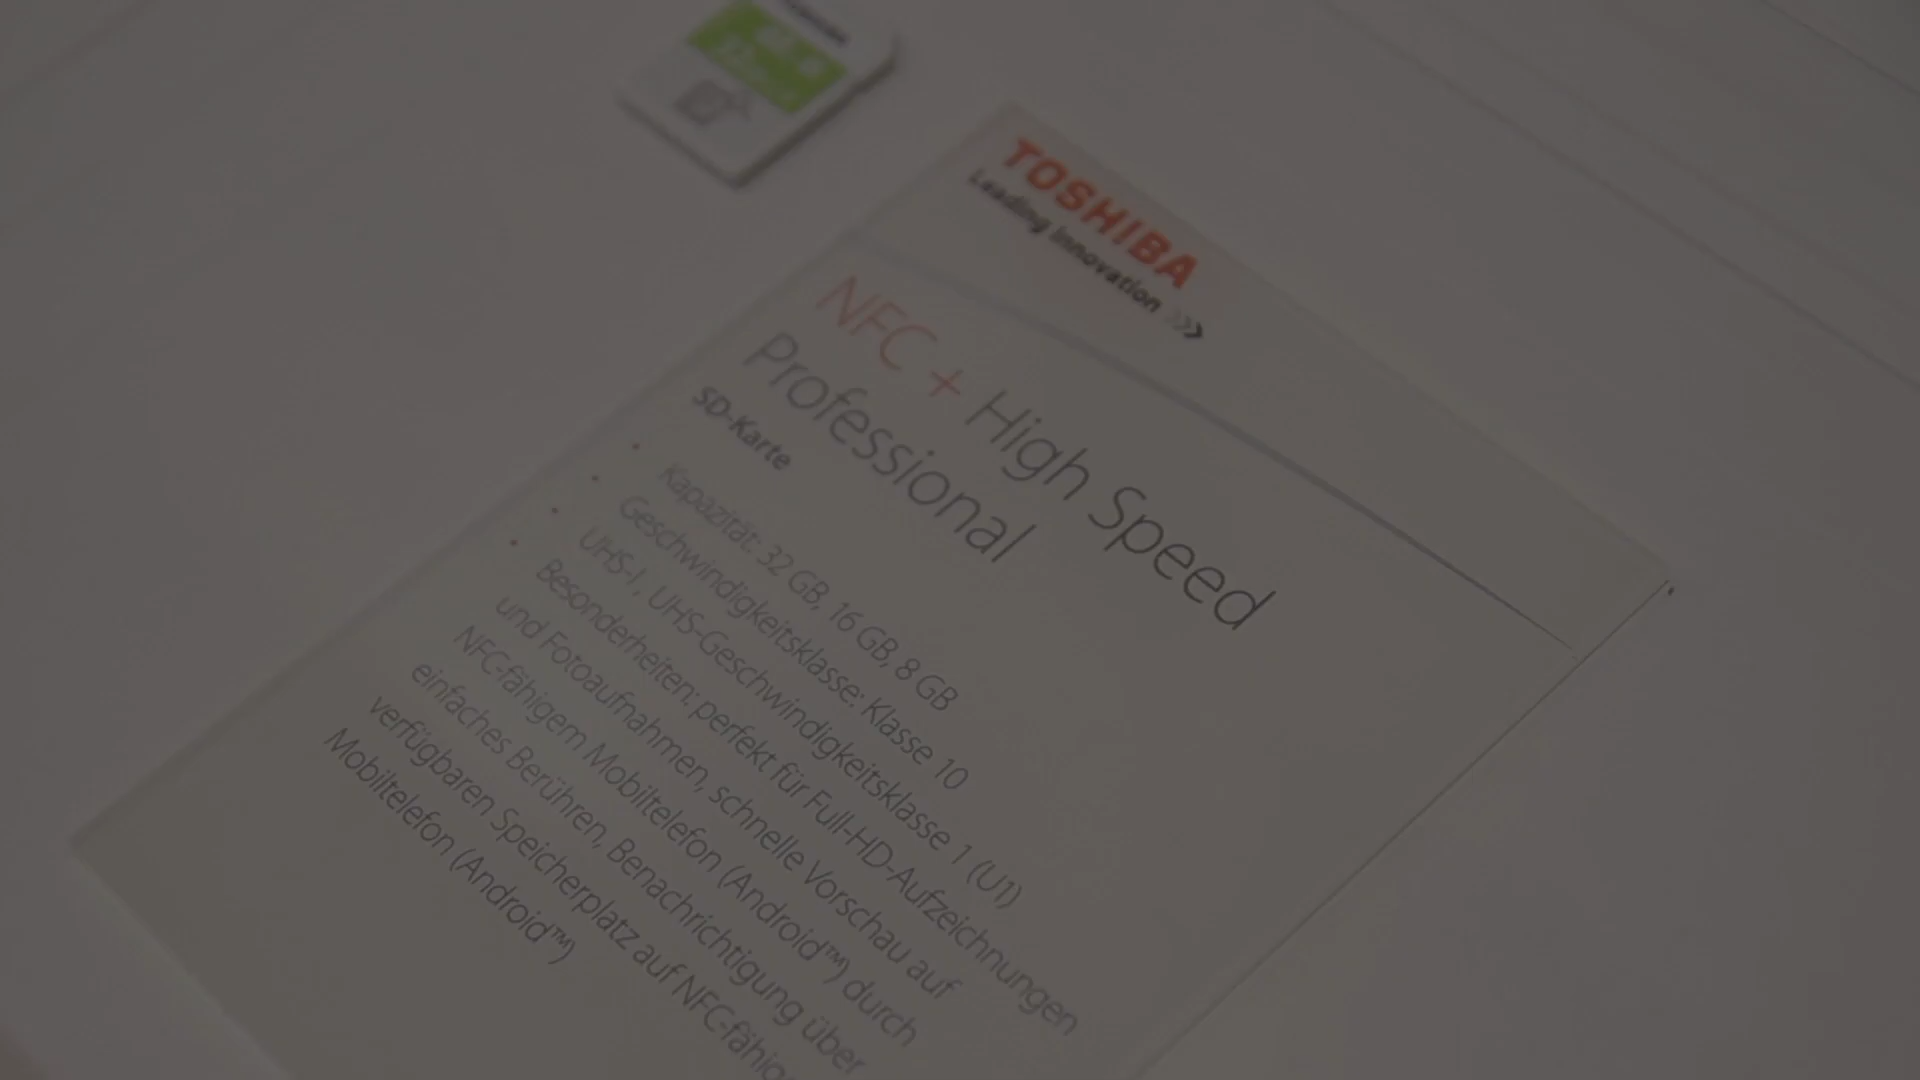 TOSHIBA
Leading Innovation >>>
NFC + High Speed
Professional
SD-Karte
• Kapazität: 32 GB, 16 GB, 8 GB
• Geschwindigkeitsklasse: Klasse 10
• UHS-I, UHS-Geschwindigkeitsklasse 1 (U1)
• Besonderheiten: perfekt für Full-HD-Aufzeichnungen
und Fotoaufnahmen, schnelle Vorschau auf
NFC-fähigem Mobiltelefon (Android™) durch
einfaches Berühren, Benachrichtigung über
verfügbaren Speicherplatz auf
Mobiltelefon (Android™)